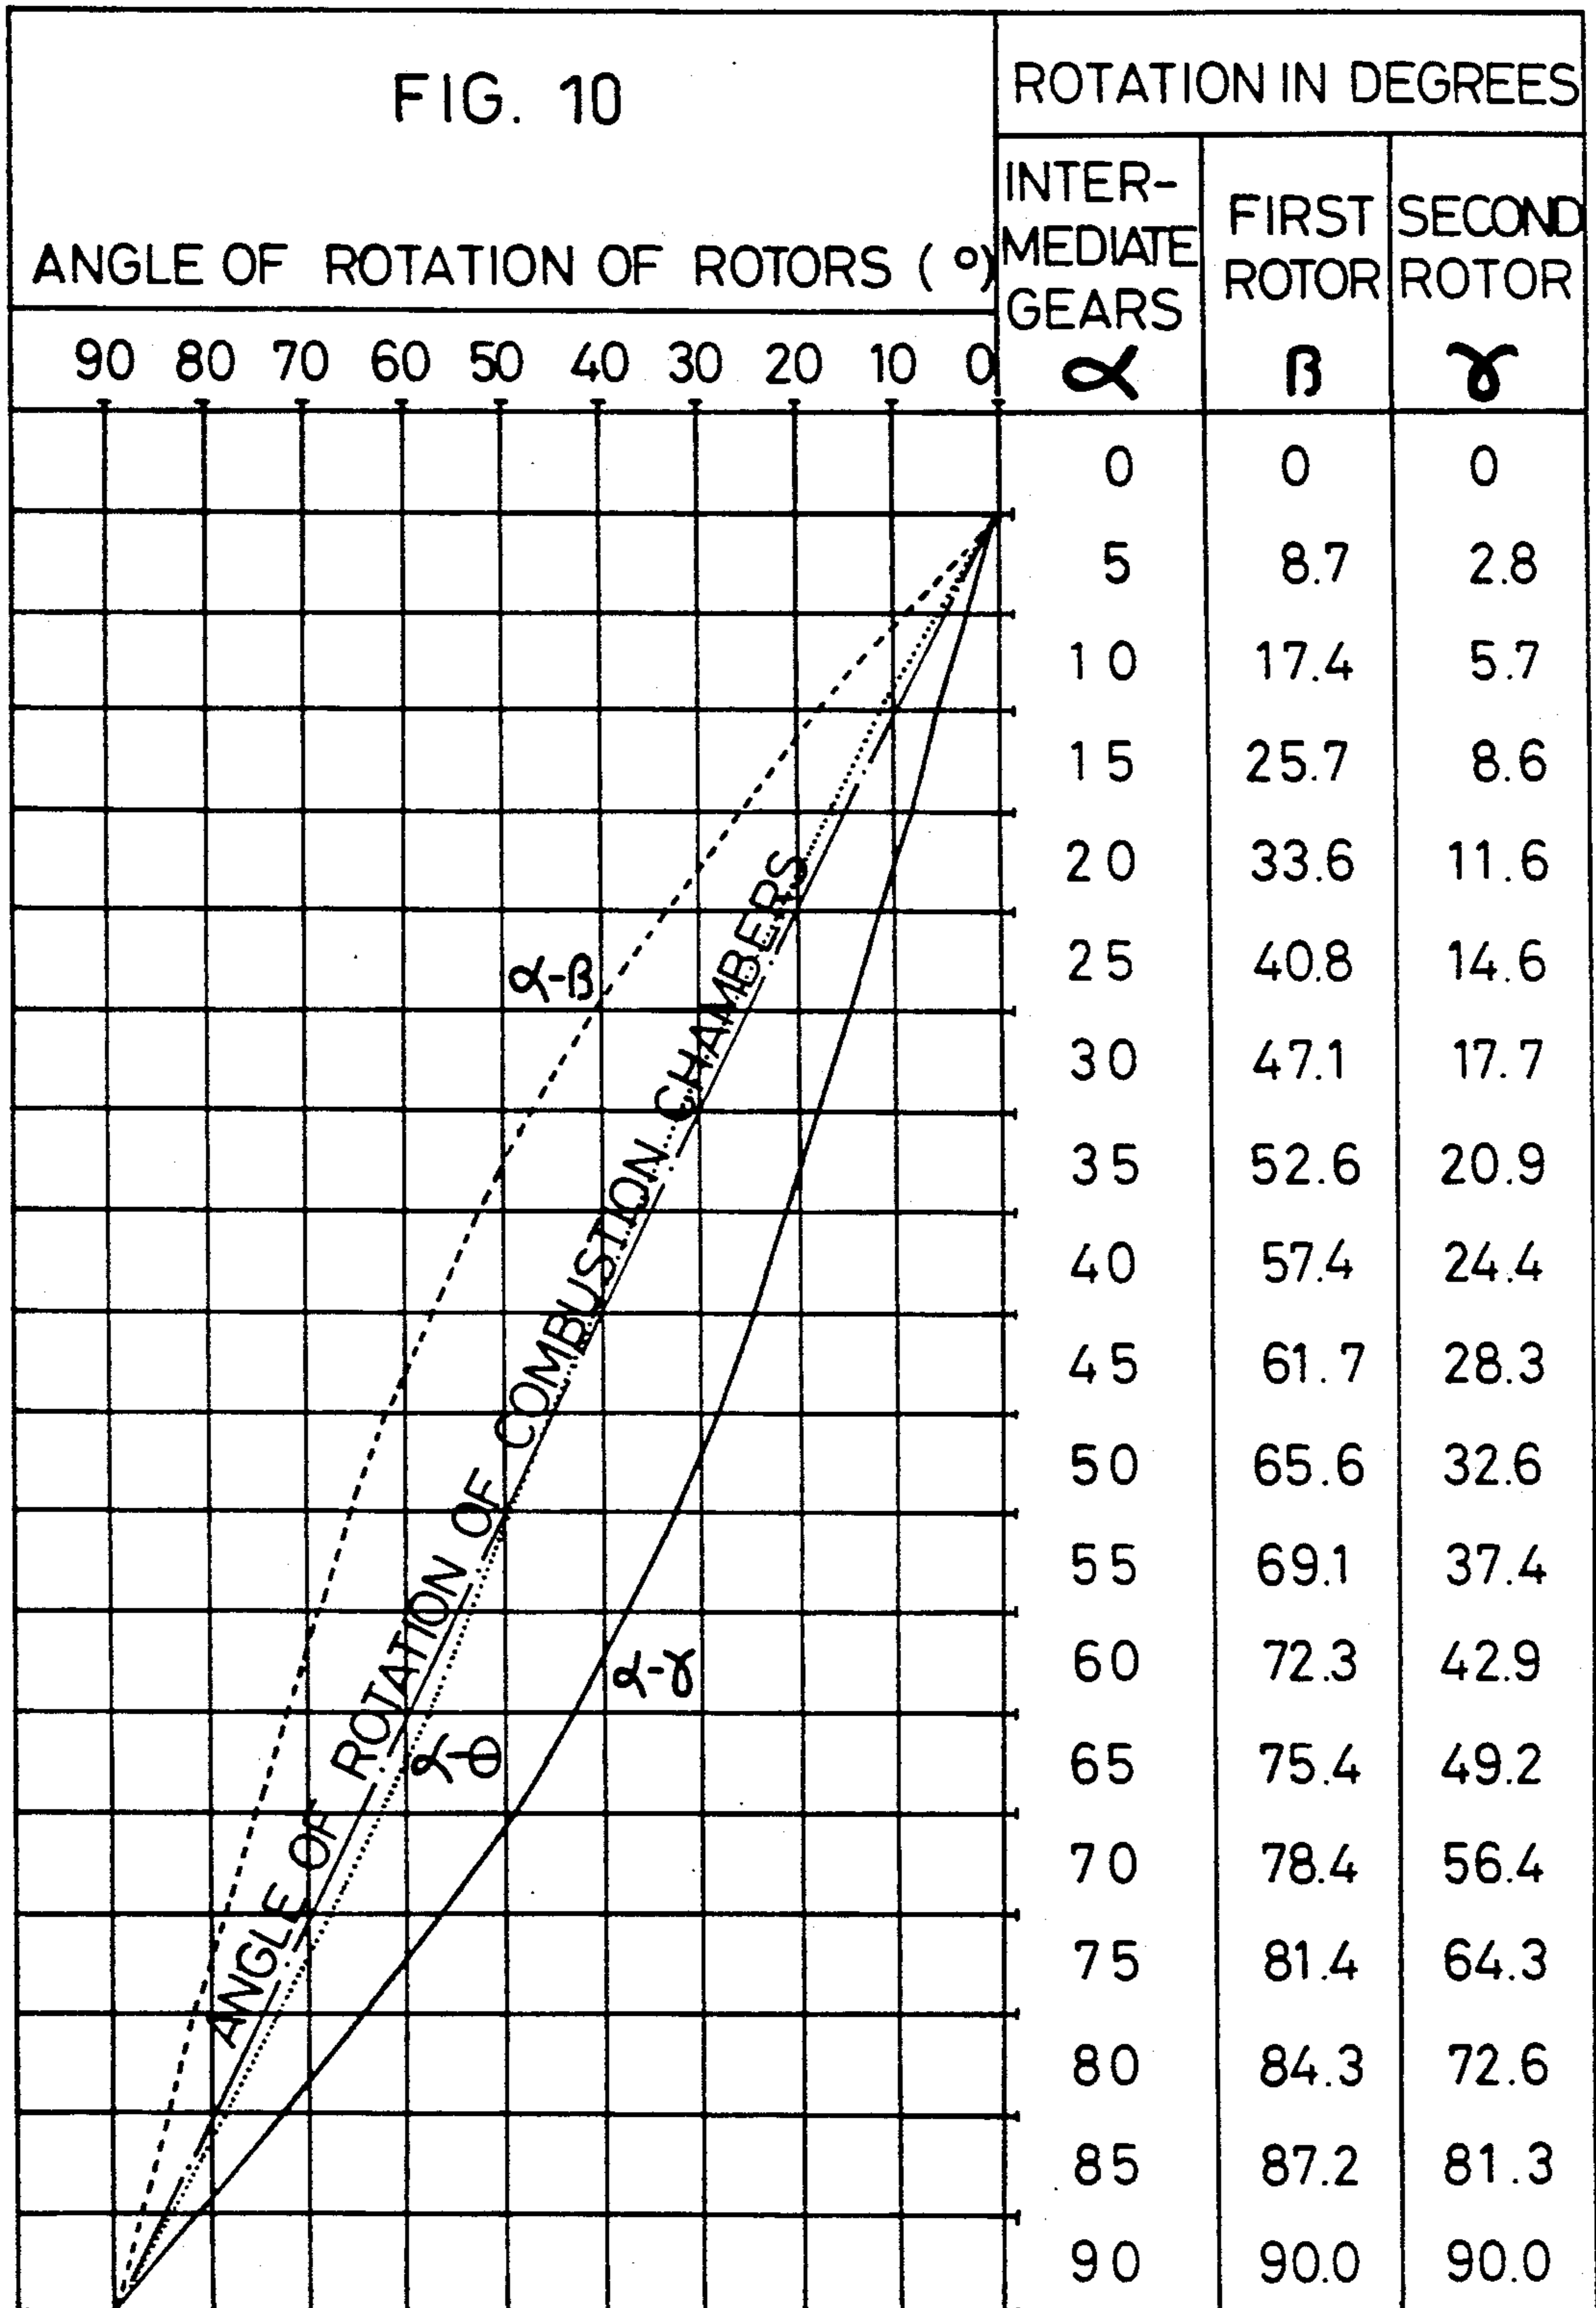 FIG. 10
ANGLE OF ROTATION OF ROTORS (°)
90 80 70 60 50 40 30 20 10 0
ROTATION IN DEGREES
INTER-
MEDIATE
GEARS
α
FIRST
ROTOR
β
SECOND
ROTOR
γ
0 0 0
5 8.7 2.8
10 17.4 5.7
15 25.7 8.6
20 33.6 11.6
25 40.8 14.6
30 47.1 17.7
35 52.6 20.9
40 57.4 24.4
45 61.7 28.3
50 65.6 32.6
55 69.1 37.4
60 72.3 42.9
65 75.4 49.2
70 78.4 56.4
75 81.4 64.3
80 84.3 72.6
85 87.2 81.3
90 90.0 90.0
α-β
ANGLE OF ROTATION OF COMBUSTION CHAMBERS
α-γ
α-Φ